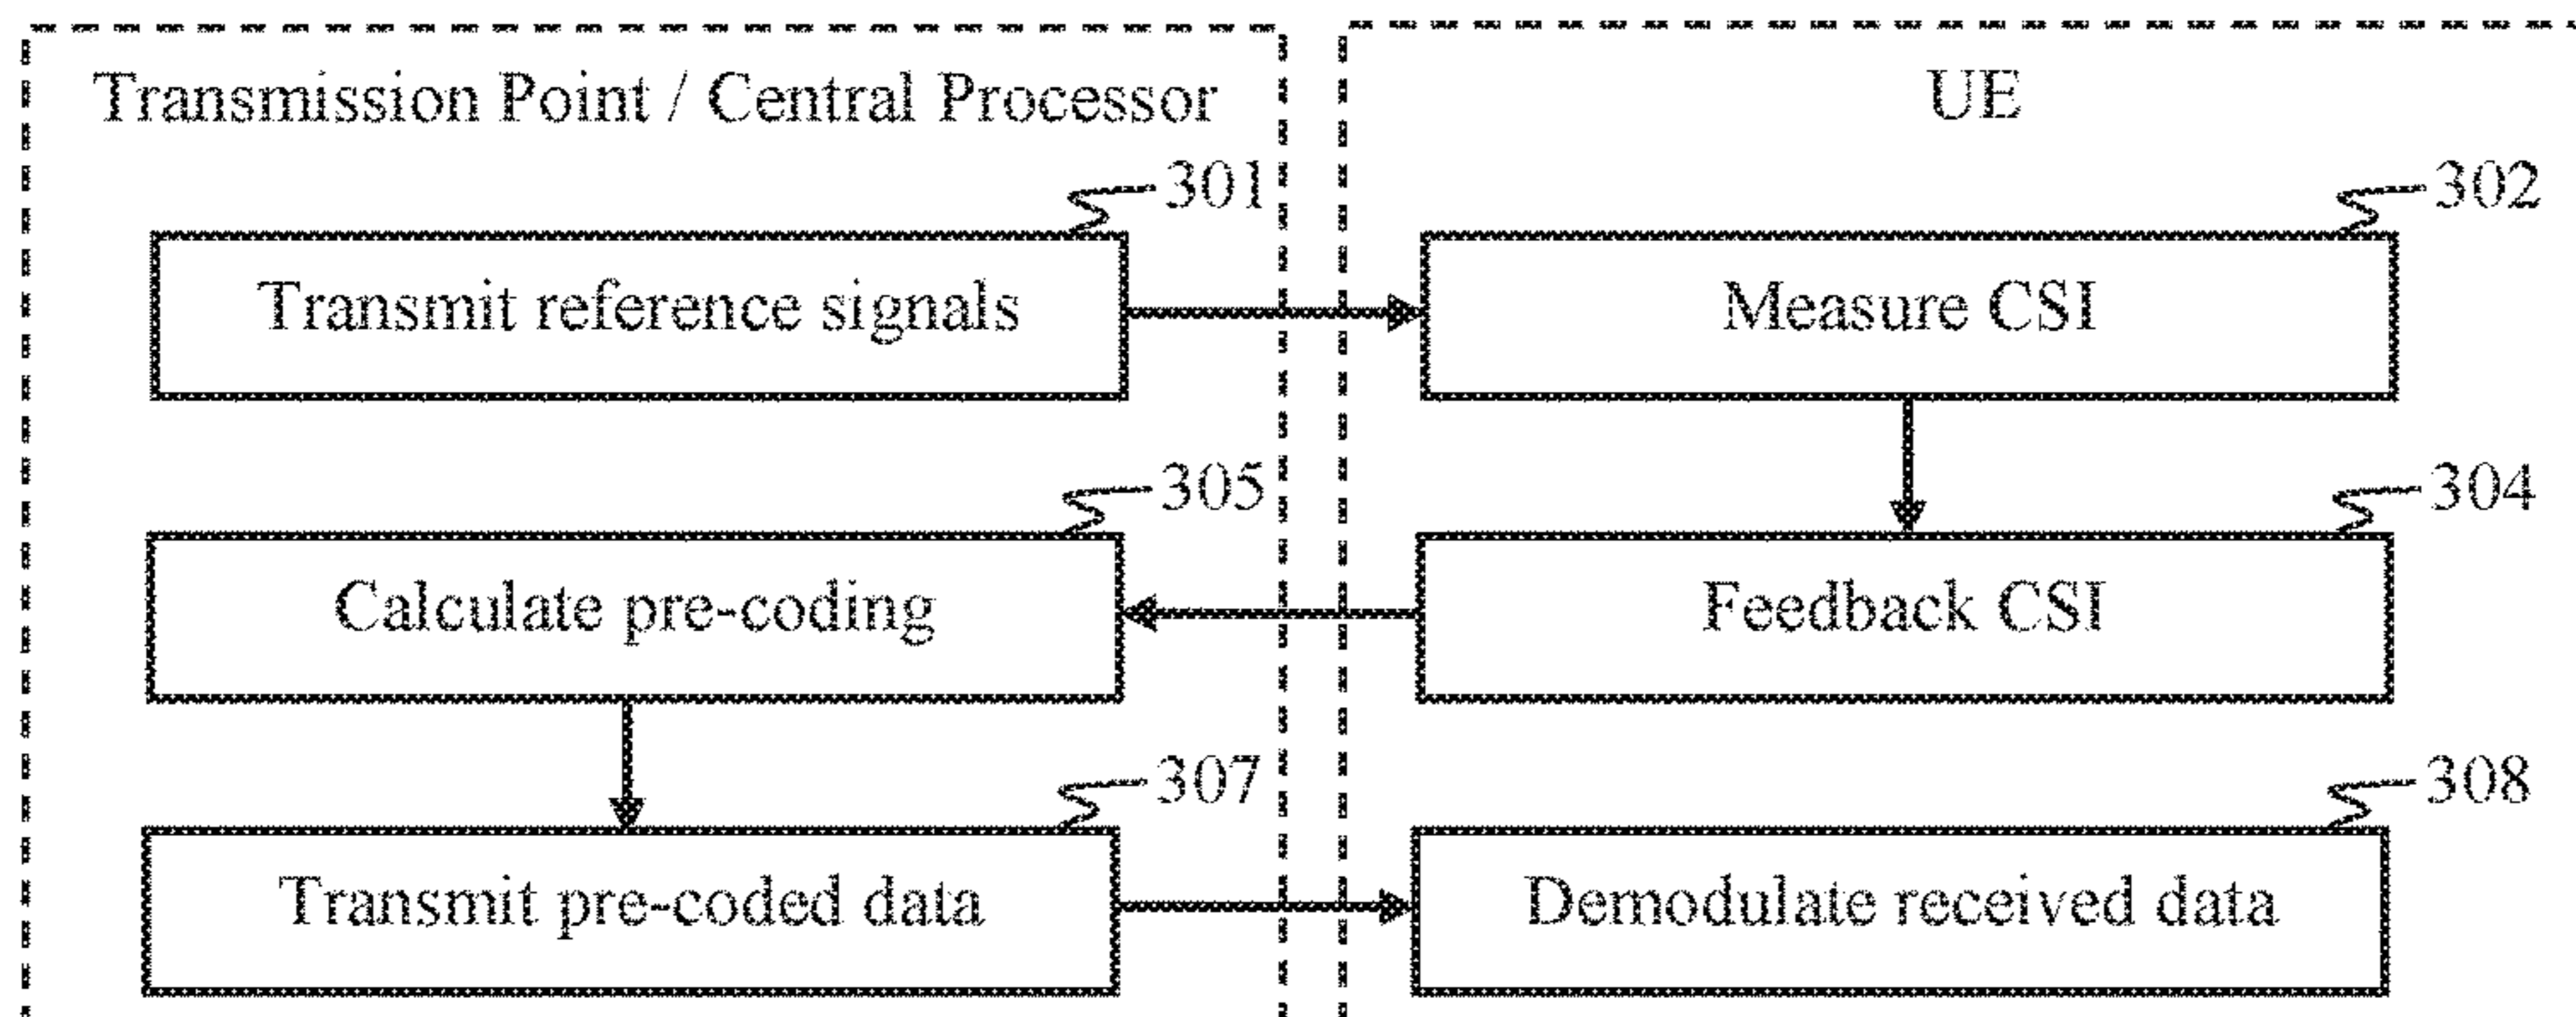 Transmission Point / Central Processor
UE
301
302
Transmit reference signals
Measure CSI
305
304
Calculate pre-coding
Feedback CSI
307
308
Transmit pre-coded data
Demodulate received data